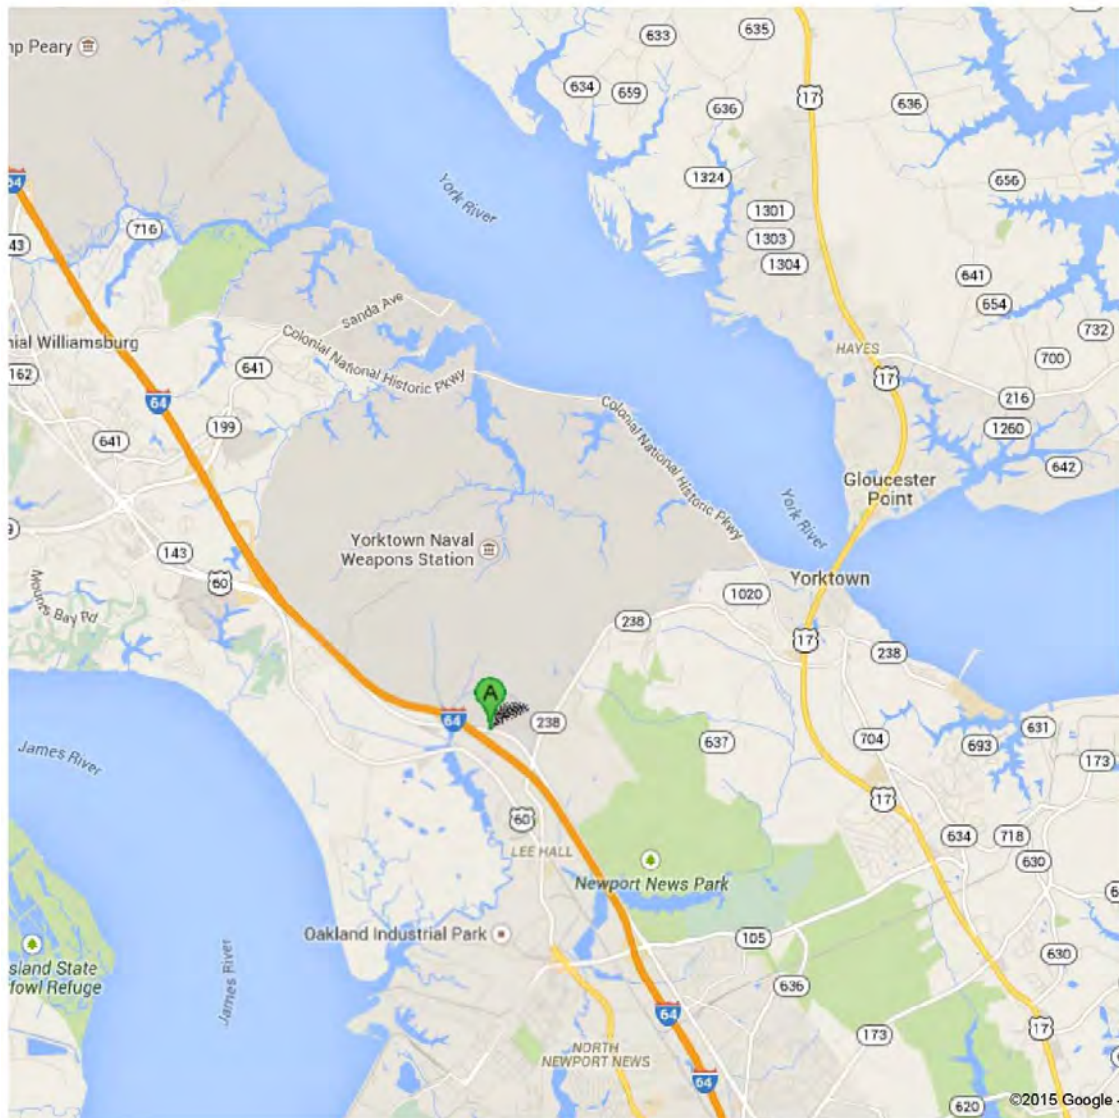 633
635
mp Peary
634
659
17
636
636
64
York River
1324
656
43
716
1301
1303
1304
641
654
Sanda Ave
732
nial Williamsburg
Colonial National Historic Pkwy
HAYES
700
162
641
17
216
64
Colonial National Historic Pkwy
199
1260
641
642
Gloucester
Point
9
York River
143
Yorktown Naval
Weapons Station
60
Yorktown
1020
Mounts Bay Rd
238
17
238
A
64
238
637
704
693
631
173
James River
17
60
634
718
LEE HALL
630
Newport News Park
Oakland Industrial Park
105
630
sland State
fowl Refuge
James River
636
64
173
17
NORTH
NEWPORT NEWS
64
620
©2015 Google